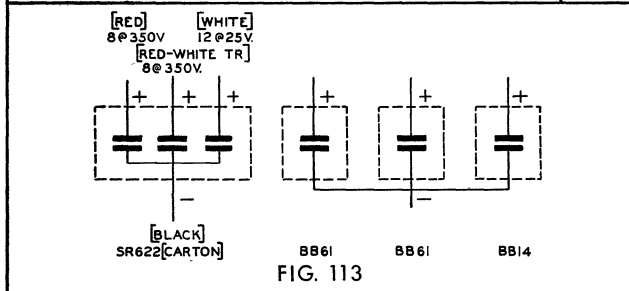 [RED] [WHITE]
8@350V 12@25V.
[RED-WHITE TR]
8@350V.
+ + + + + +
- -
[BLACK]
SR622[CARTON] BB61 BB61 BB14
FIG. 113